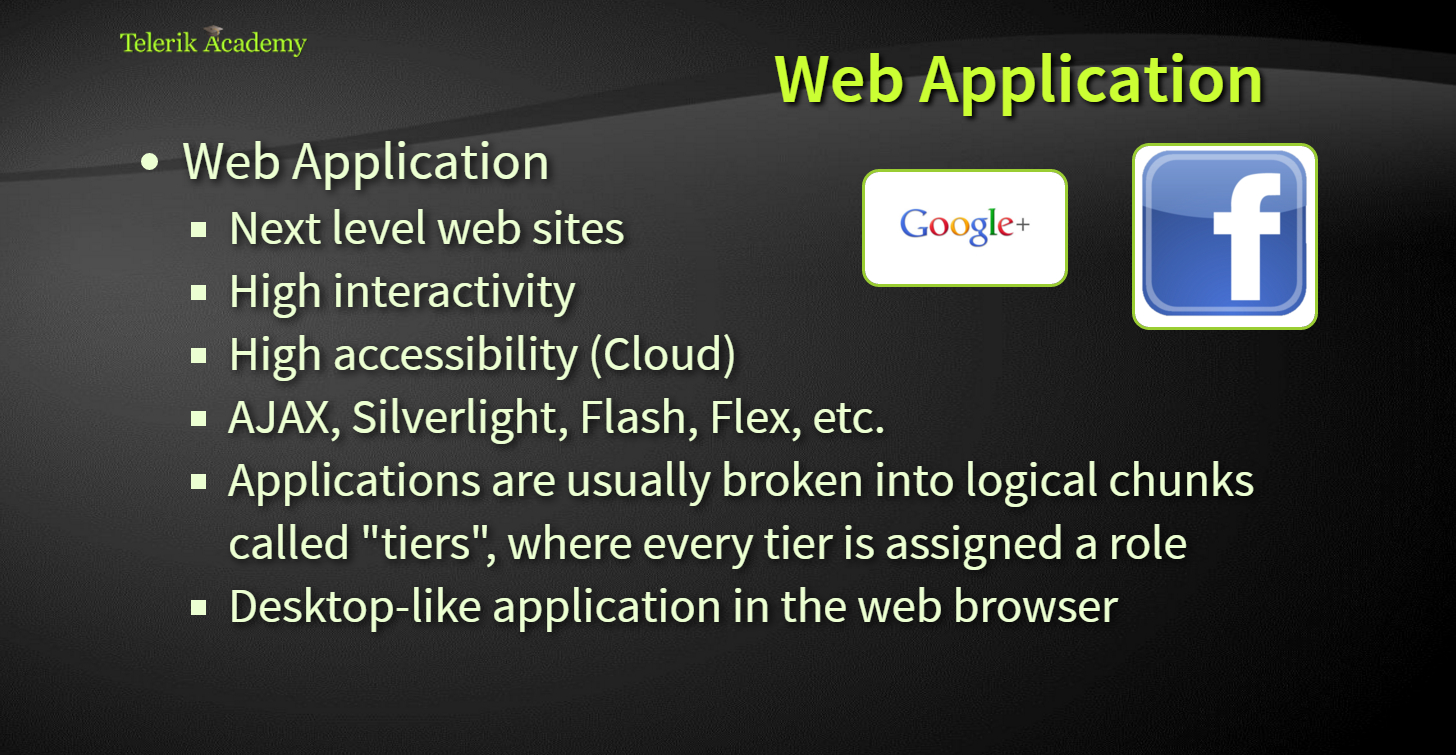 Telerik Academy
Web Application
• Web Application
▪ Next level web sites
▪ High interactivity
▪ High accessibility (Cloud)
▪ AJAX, Silverlight, Flash, Flex, etc.
▪ Applications are usually broken into logical chunks
called "tiers", where every tier is assigned a role
▪ Desktop-like application in the web browser
Google+
f